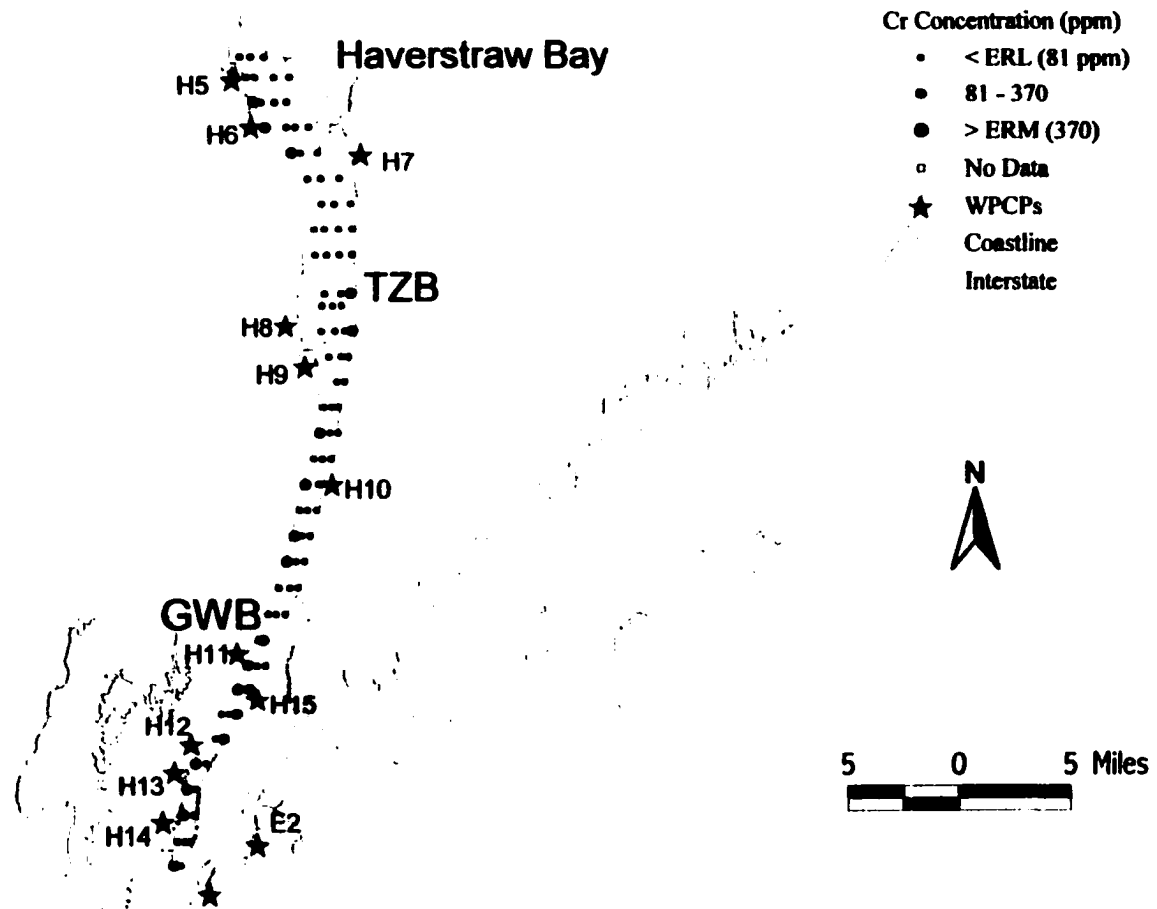 Cr Concentration (ppm)
< ERL (81 ppm)
81 - 370
> ERM (370)
No Data
WPCPs
Coastline
Interstate
Haverstraw Bay
H5
H6
H7
TZB
H8
H9
H10
N
GWB
H11
H15
H12
H13
H14
E2
5 0 5 Miles